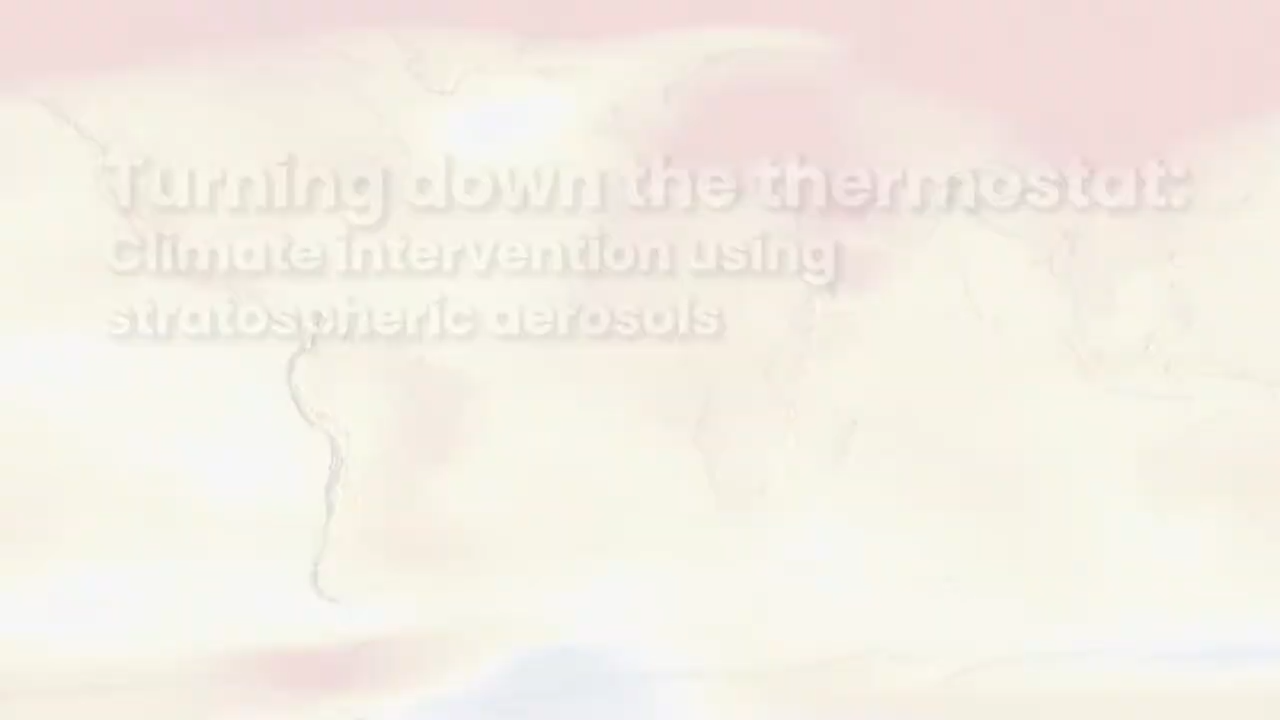 Turning down the thermostat:
Climate intervention using
stratospheric aerosols